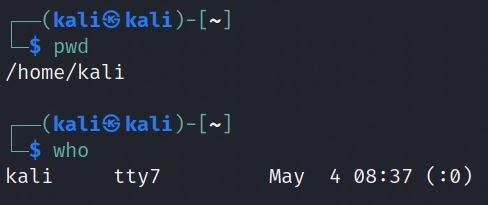 ┌──(kali㉿kali)-[~]
└─$ pwd
/home/kali

┌──(kali㉿kali)-[~]
└─$ who
kali     tty7         May  4 08:37 (:0)